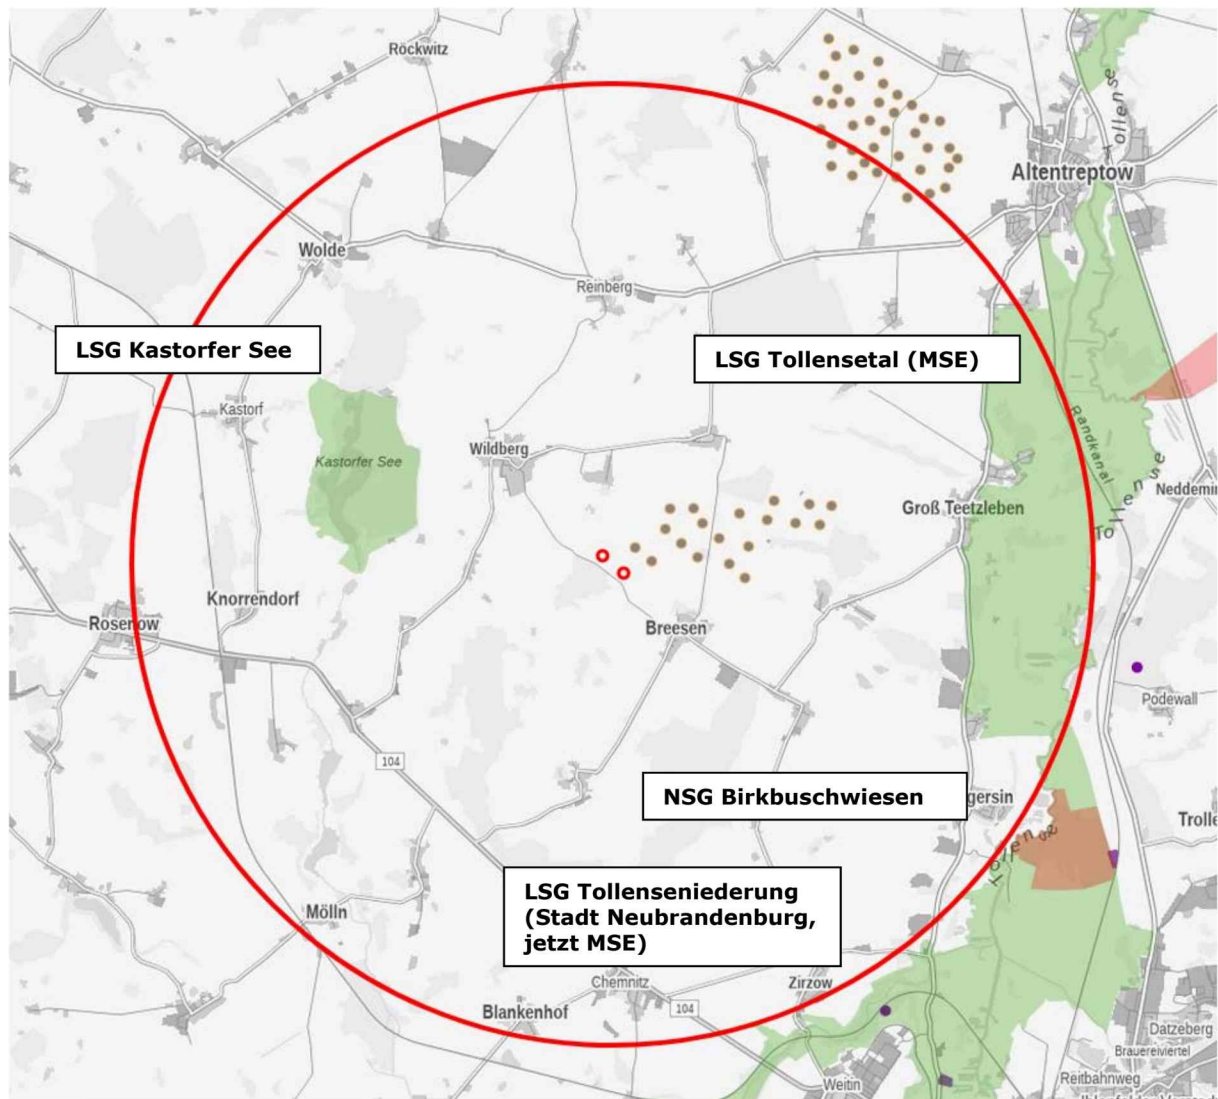 Röckwitz
Tollense
Altentreptow
Wolde
Reinberg
LSG Kastorfer See
LSG Tollensetal (MSE)
Kastorf
Randkanal
Kastorfer See
Wildberg
Tollense
Neddemin
Groß Teetzleben
Knorrendorf
Rosenow
Breesen
Podewall
104
NSG Birkbuschwiesen
gersin
Trolle
Tollense
LSG Tollenseniederung
(Stadt Neubrandenburg,
jetzt MSE)
Mölln
Chemnitz
Zirzow
104
Blankenhof
Datzeberg
Brauereiviertel
Weitin
Reitbahnweg